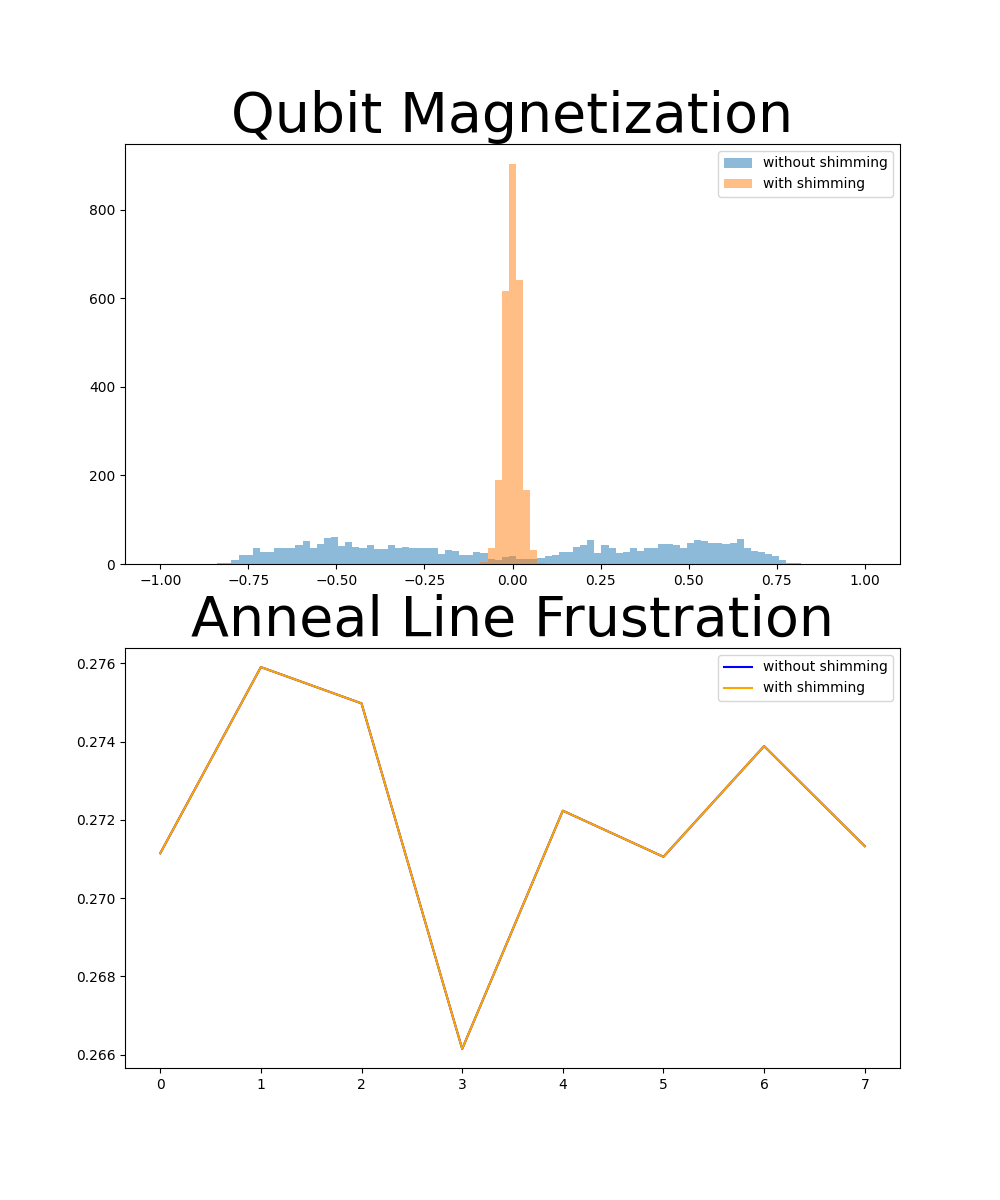 Qubit Magnetization
without shimming
with shimming
800
600
400
200
0
−1.00 −0.75 −0.50 −0.25 0.00 0.25 0.50 0.75 1.00
Anneal Line Frustration
without shimming
with shimming
0.276
0.274
0.272
0.270
0.268
0.266
0 1 2 3 4 5 6 7